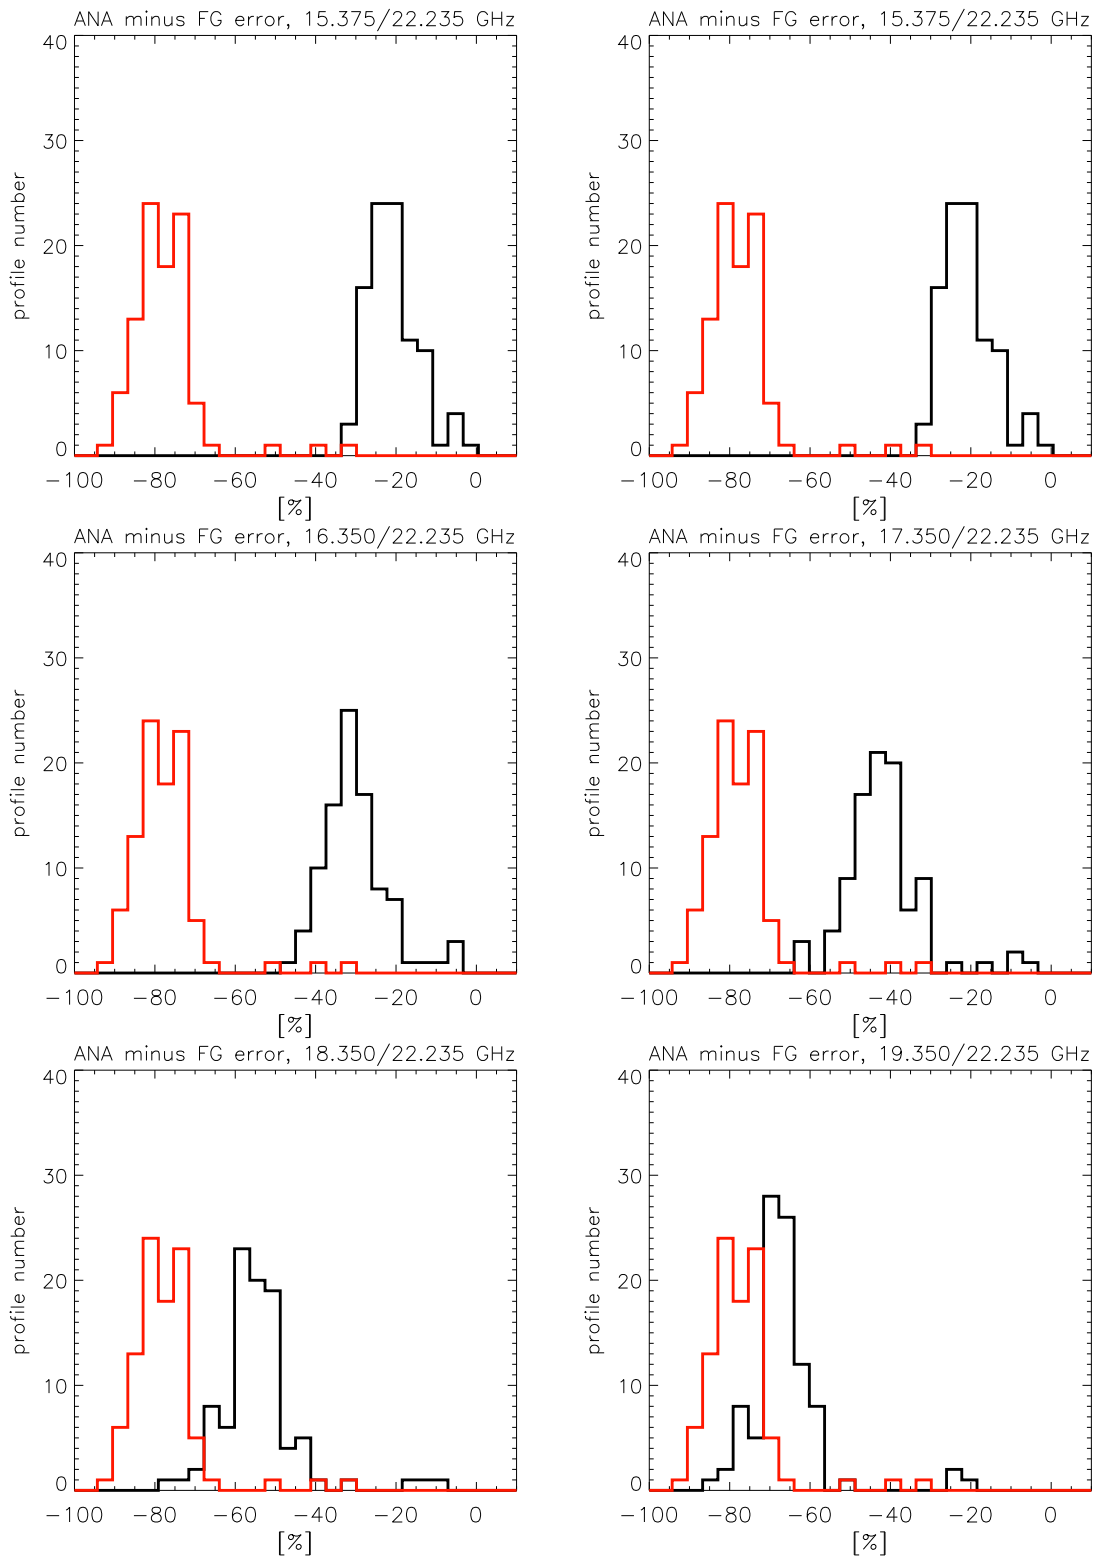 ANA minus FG error, 15.375/22.235 GHz
40
30
20
10
0
profile number
−100 −80 −60 −40 −20 0
[%]
ANA minus FG error, 15.375/22.235 GHz
40
30
20
10
0
profile number
−100 −80 −60 −40 −20 0
[%]
ANA minus FG error, 16.350/22.235 GHz
40
30
20
10
0
profile number
−100 −80 −60 −40 −20 0
[%]
ANA minus FG error, 17.350/22.235 GHz
40
30
20
10
0
profile number
−100 −80 −60 −40 −20 0
[%]
ANA minus FG error, 18.350/22.235 GHz
40
30
20
10
0
profile number
−100 −80 −60 −40 −20 0
[%]
ANA minus FG error, 19.350/22.235 GHz
40
30
20
10
0
profile number
−100 −80 −60 −40 −20 0
[%]